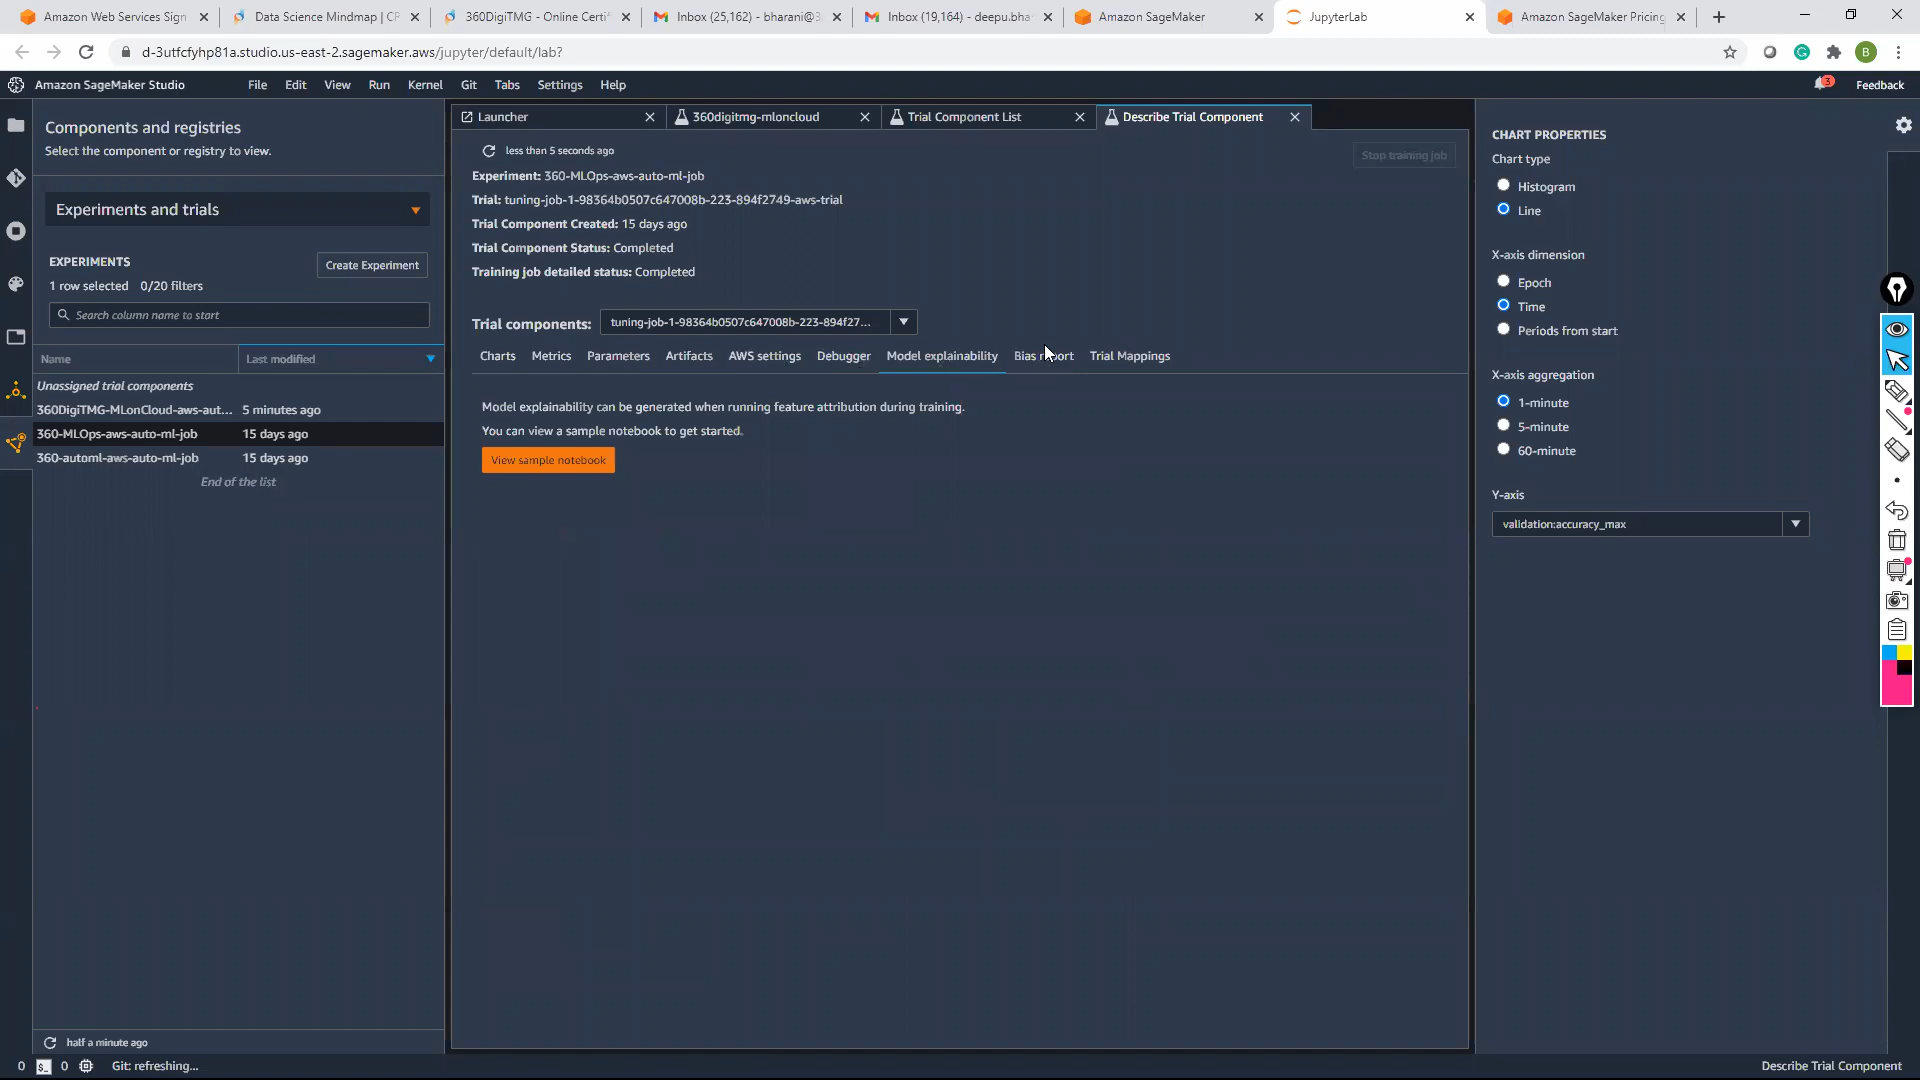 Amazon Web Services Sign
Data Science Mindmap | CR
360DigiTMG - Online Certif
Inbox (25,162) - bharani@3
Inbox (19,164) - deepu.bha
Amazon SageMaker
JupyterLab
Amazon SageMaker Pricing
d-3utfcfyhp81a.studio.us-east-2.sagemaker.aws/jupyter/default/lab?
B
Amazon SageMaker Studio
File
Edit
View
Run
Kernel
Git
Tabs
Settings
Help
3
Feedback
Components and registries
Select the component or registry to view.
Experiments and trials
EXPERIMENTS
Create Experiment
1 row selected 0/20 filters
Search column name to start
Name
Last modified
Unassigned trial components
360DigiTMG-MLonCloud-aws-aut... 5 minutes ago
360-MLOps-aws-auto-ml-job 15 days ago
360-automl-aws-auto-ml-job 15 days ago
End of the list
half a minute ago
Launcher
360digitmg-mloncloud
Trial Component List
Describe Trial Component
less than 5 seconds ago
Stop training job
Experiment: 360-MLOps-aws-auto-ml-job
Trial: tuning-job-1-98364b0507c647008b-223-894f2749-aws-trial
Trial Component Created: 15 days ago
Trial Component Status: Completed
Training job detailed status: Completed
Trial components: tuning-job-1-98364b0507c647008b-223-894f27...
Charts
Metrics
Parameters
Artifacts
AWS settings
Debugger
Model explainability
Bias report
Trial Mappings
Model explainability can be generated when running feature attribution during training.
You can view a sample notebook to get started.
View sample notebook
CHART PROPERTIES
Chart type
Histogram
Line
X-axis dimension
Epoch
Time
Periods from start
X-axis aggregation
1-minute
5-minute
60-minute
Y-axis
validation:accuracy_max
0
0
Git: refreshing...
Describe Trial Component